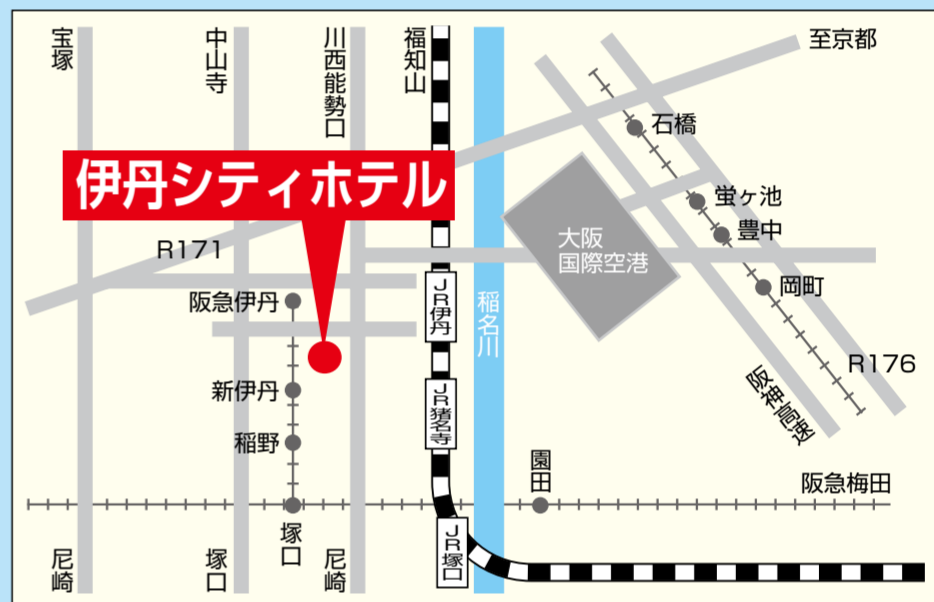 宝塚
中山寺
川西能勢口
福知山
至京都
石橋
伊丹シティホテル
蛍ヶ池
豊中
R171
大阪
国際空港
岡町
阪急伊丹
JR伊丹
稲名川
R176
新伊丹
JR猪名寺
阪神高速
稲野
園田
阪急梅田
塚口
JR塚口
尼崎
塚口
尼崎